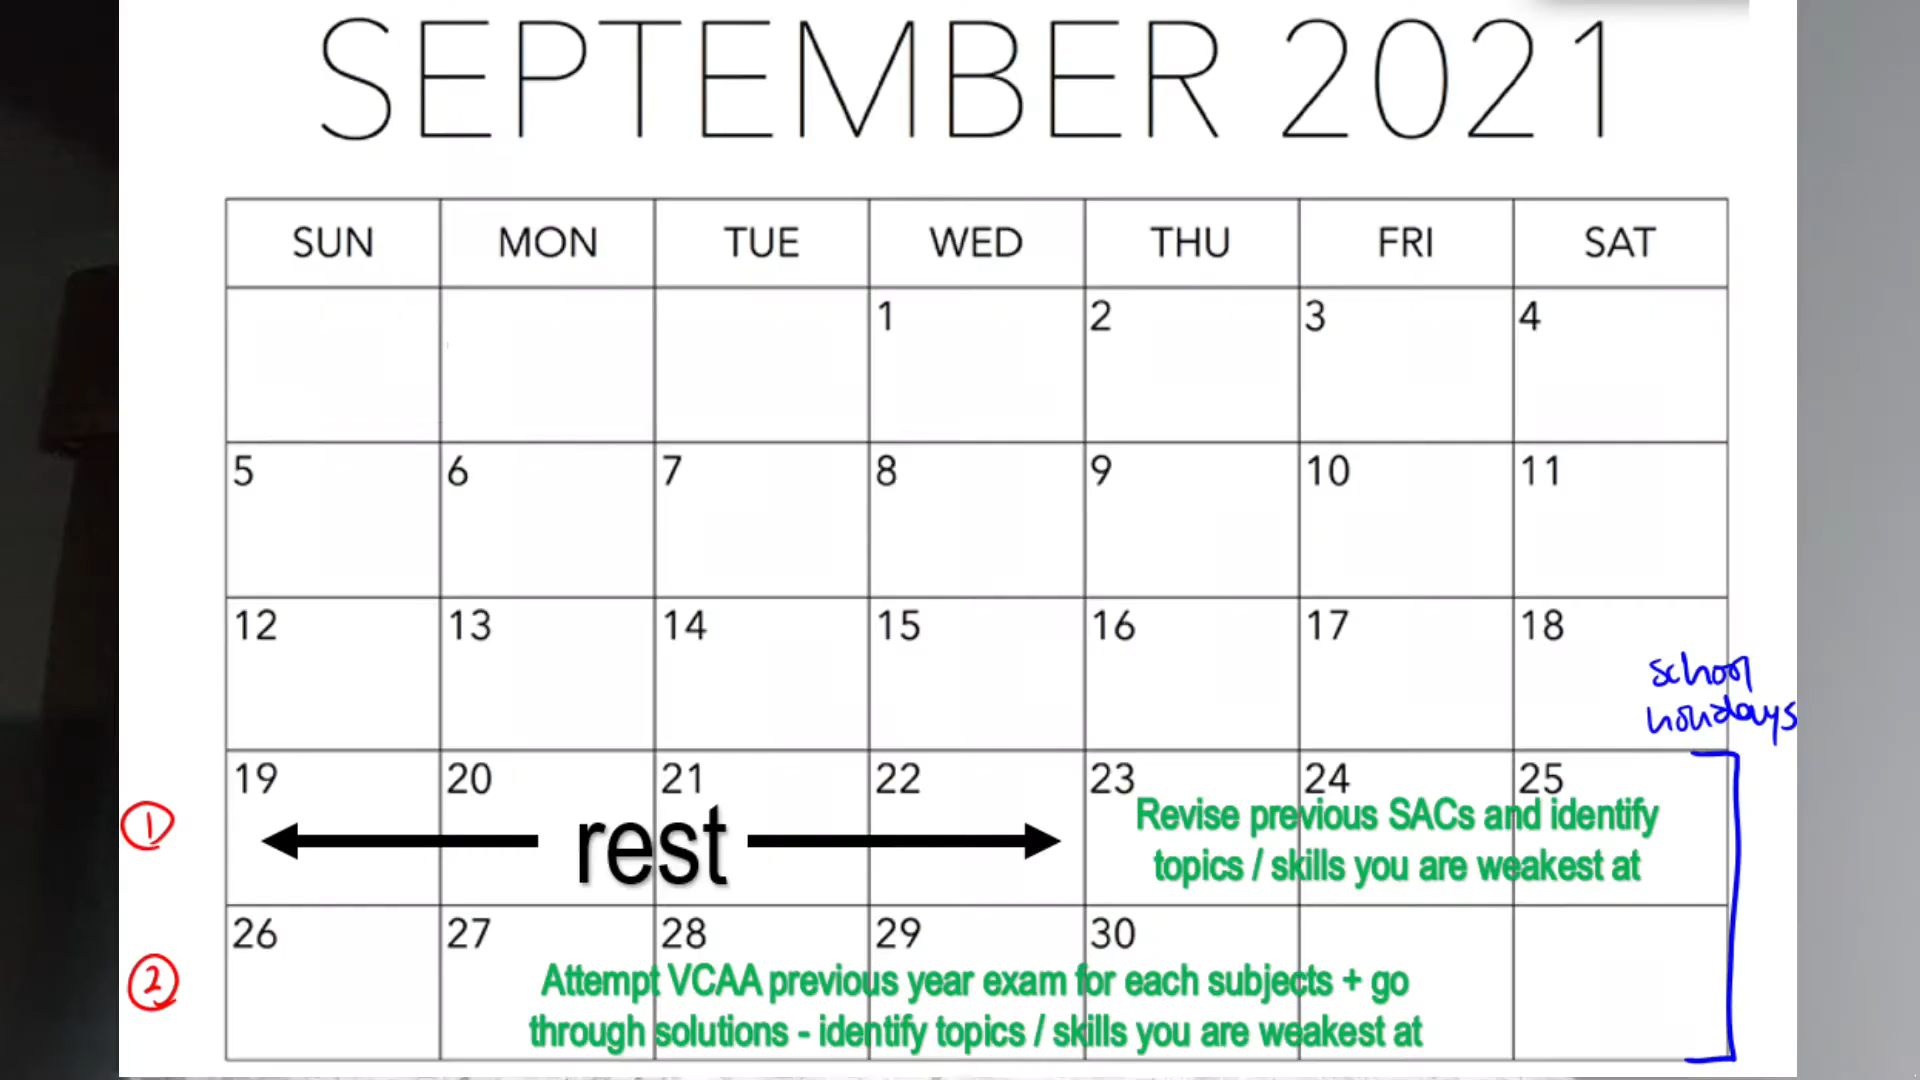 SEPTEMBER 2021
SUN MON TUE WED THU FRI SAT
1 2 3 4
5 6 7 8 9 10 11
12 13 14 15 16 17 18
school
holidays
19 20 21 22 23 24 25
1 rest Revise previous SACs and identify
topics / skills you are weakest at
26 27 28 29 30
2 Attempt VCAA previous year exam for each subjects + go
through solutions - identify topics / skills you are weakest at